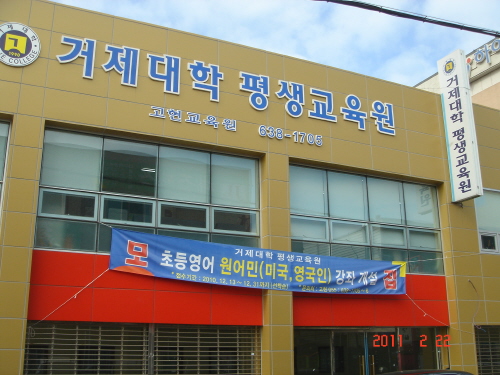 거제대학 평생교육원
고현교육원 638-1705
거제대학 평생교육원
거제대학 평생교육원
모 초등영어 원어민(미국, 영국인) 강좌 개설 집
COLLEGE
1990
2011 2 22